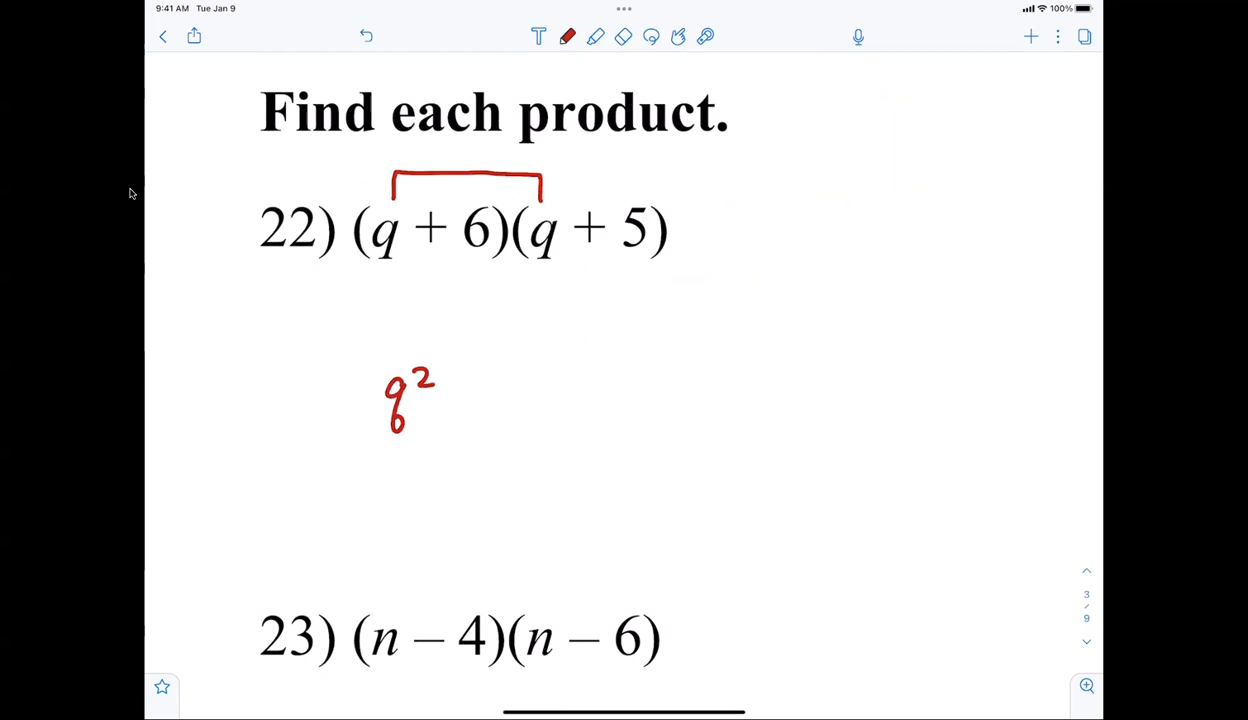 9:41 AM Tue Jan 9
100%
Find each product.
22) (q + 6)(q + 5)
q²
3
/
9
23) (n – 4)(n – 6)